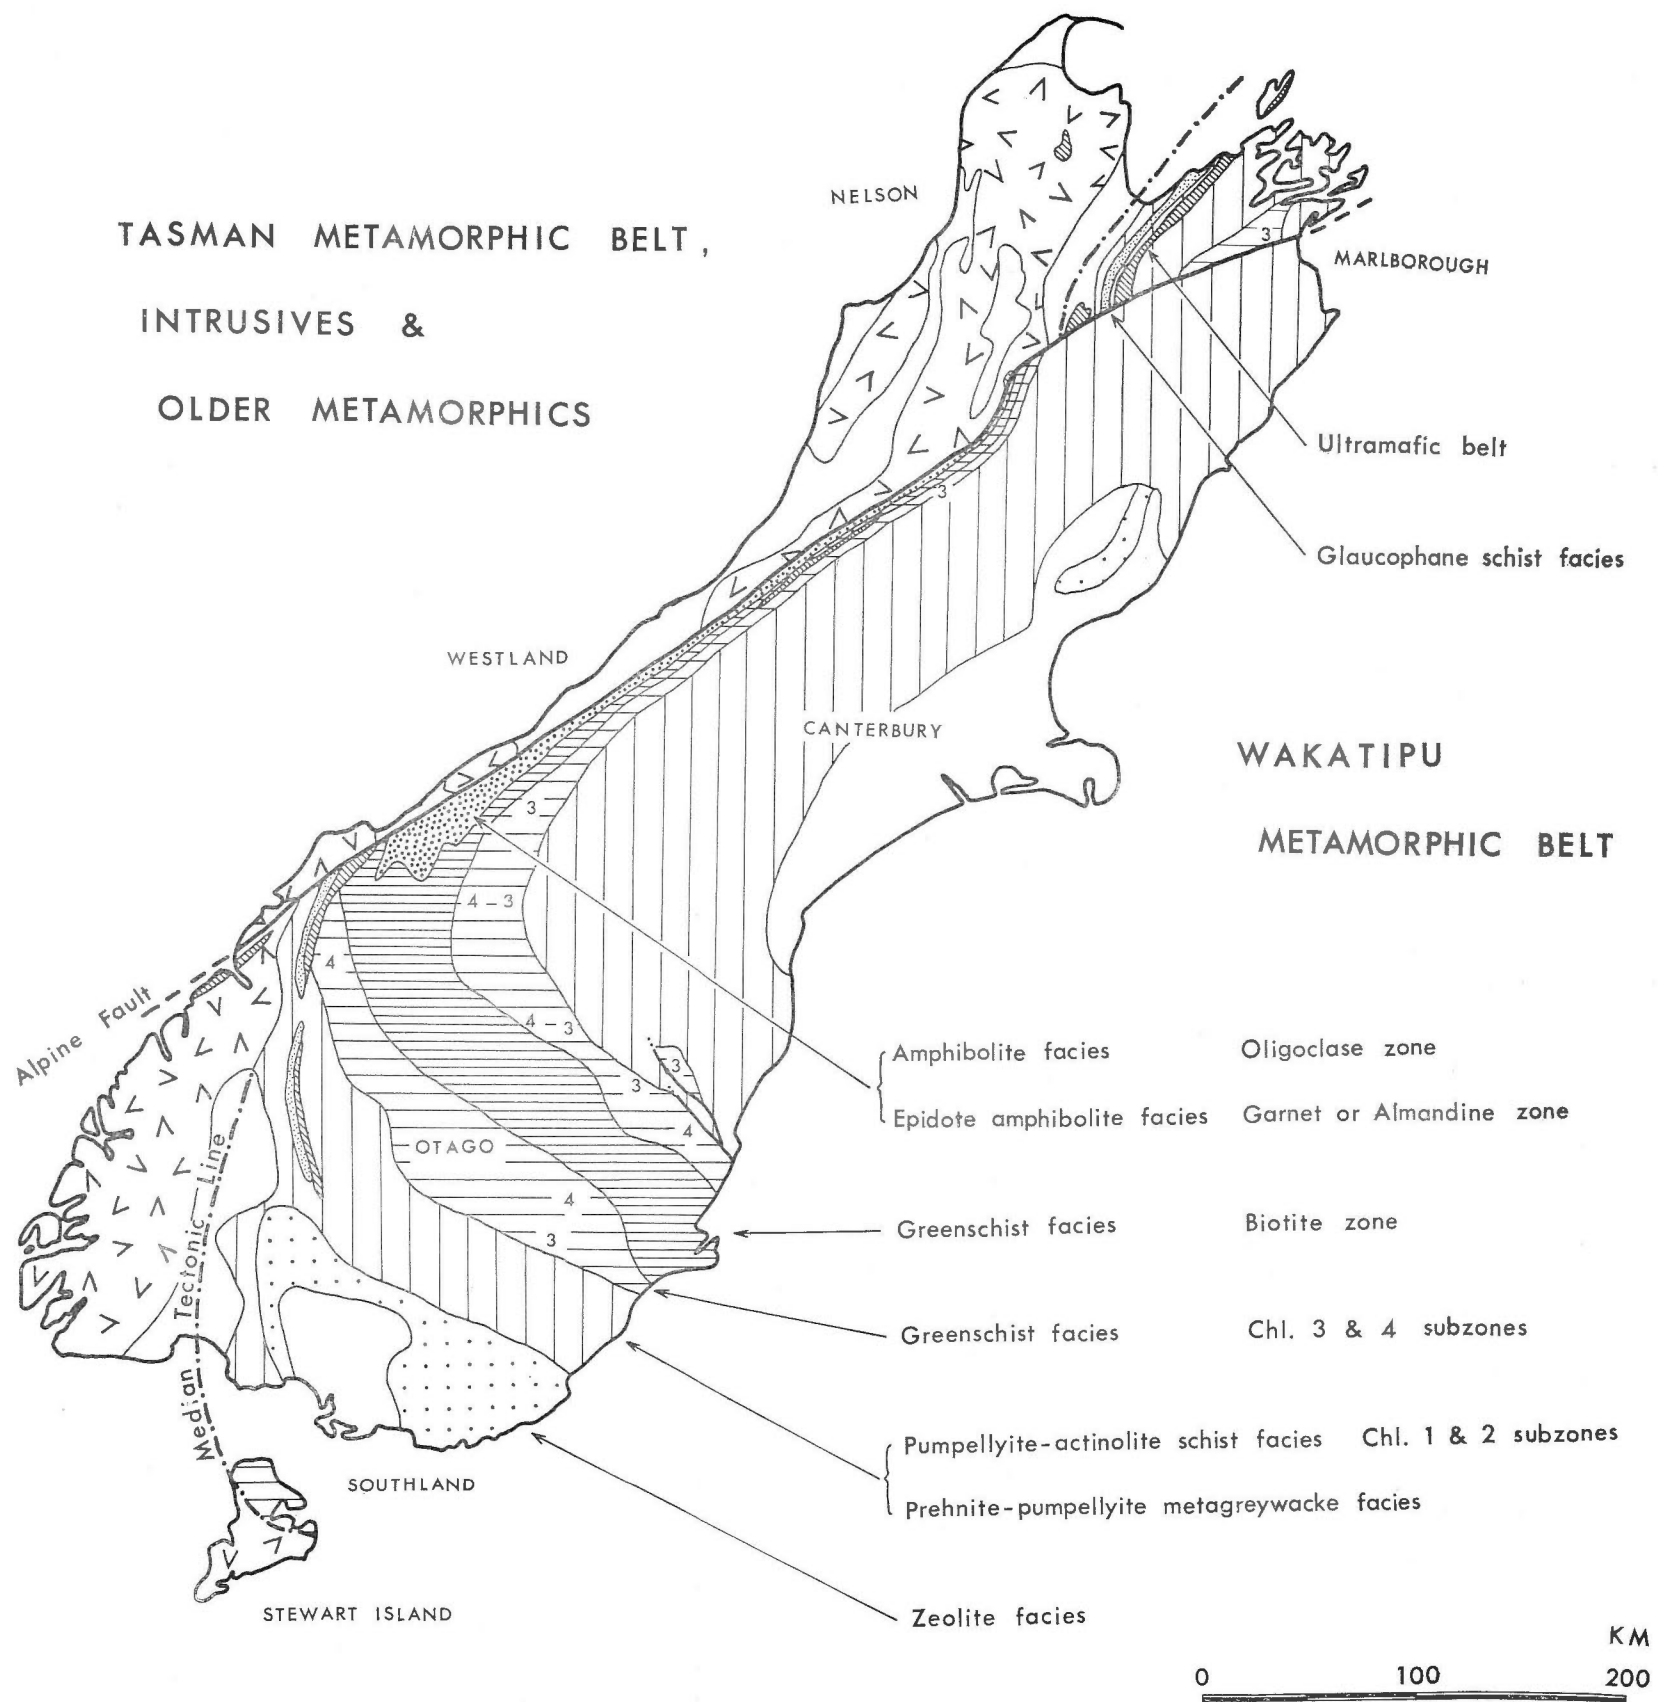 NELSON
TASMAN METAMORPHIC BELT,
INTRUSIVES &
OLDER METAMORPHICS
3
MARLBOROUGH
Ultramafic belt
3
Glaucophane schist facies
WESTLAND
CANTERBURY
WAKATIPU
METAMORPHIC BELT
3
4-3
4
Alpine Fault
4-3
3
3
4
Amphibolite facies Oligoclase zone
Epidote amphibolite facies Garnet or Almandine zone
OTAGO
4
3
Greenschist facies Biotite zone
Median Tectonic Line
Greenschist facies Chl. 3 & 4 subzones
Pumpellyite-actinolite schist facies Chl. 1 & 2 subzones
Prehnite-pumpellyite metagreywacke facies
SOUTHLAND
STEWART ISLAND
Zeolite facies
KM
0 100 200